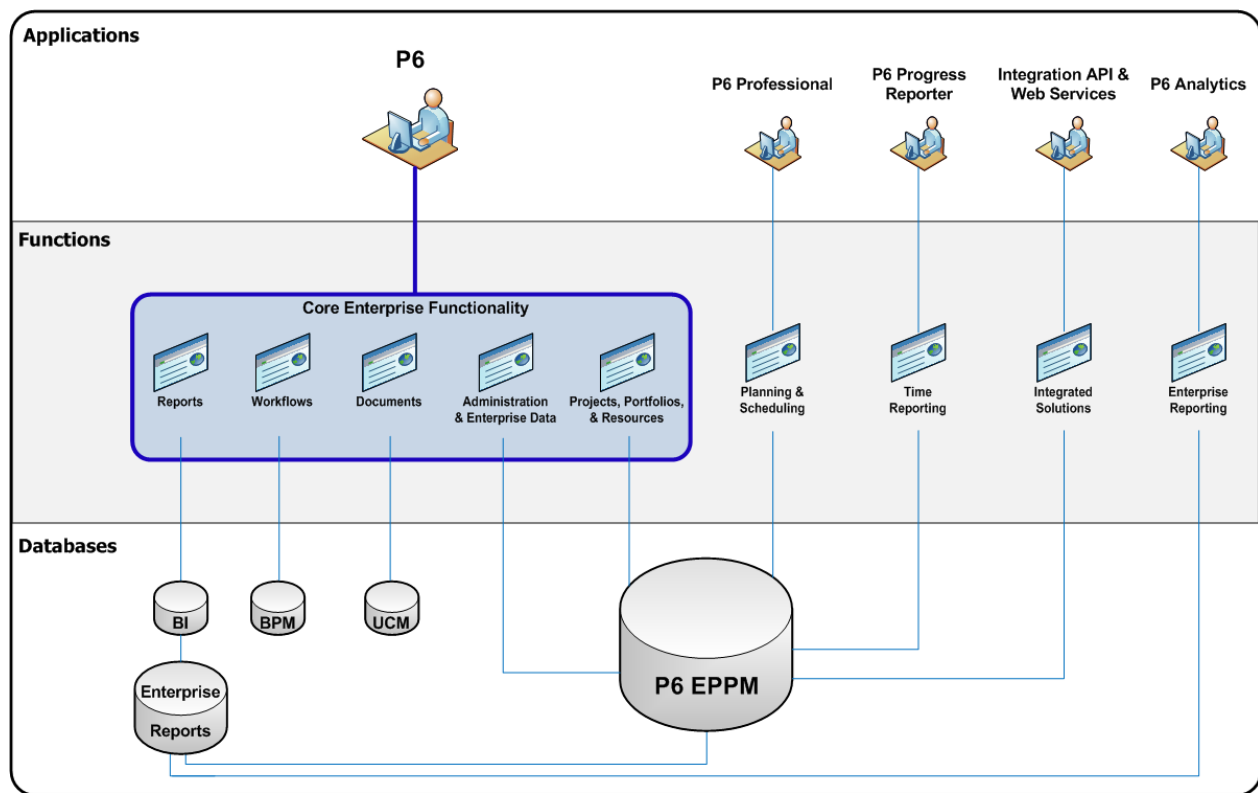 Applications
P6
P6 Professional
P6 Progress
Reporter
Integration API &
Web Services
P6 Analytics
Functions
Core Enterprise Functionality
Reports
Workflows
Documents
Administration
& Enterprise Data
Projects, Portfolios,
& Resources
Planning &
Scheduling
Time
Reporting
Integrated
Solutions
Enterprise
Reporting
Databases
BI
BPM
UCM
P6 EPPM
Enterprise
Reports